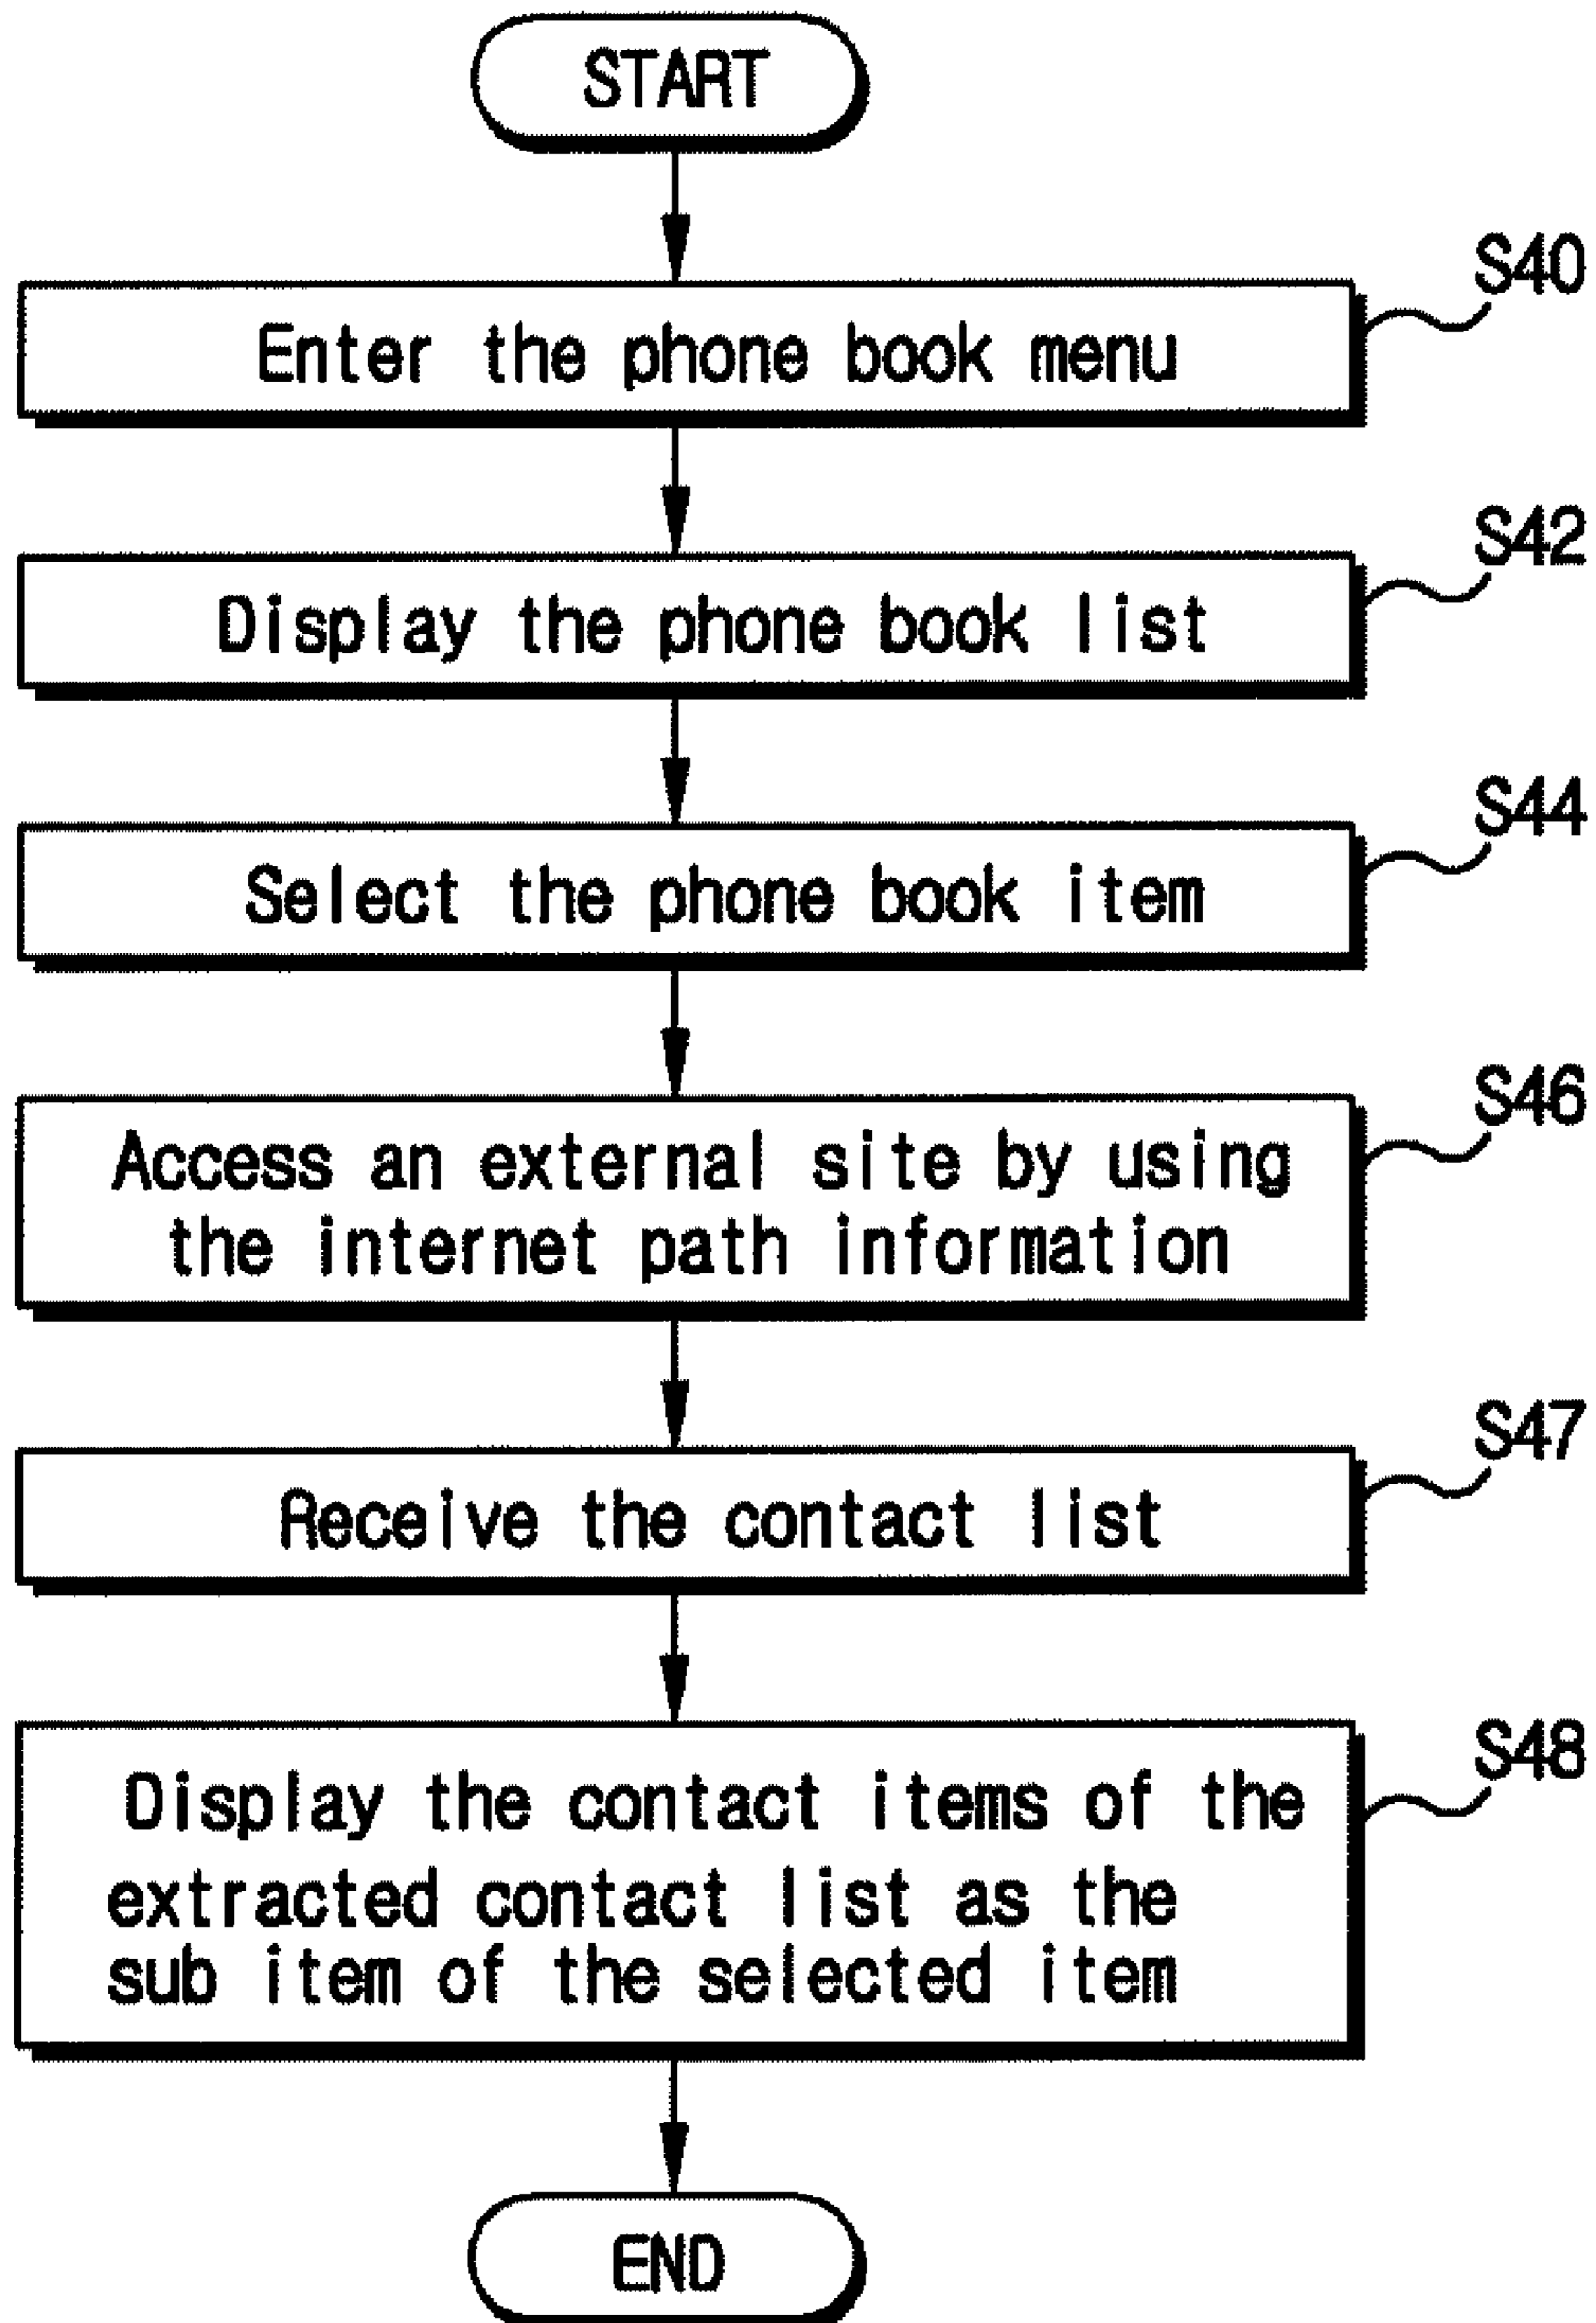 START
S40
Enter the phone book menu
S42
Display the phone book list
S44
Select the phone book item
S46
Access an external site by using
the internet path information
S47
Receive the contact list
S48
Display the contact items of the
extracted contact list as the
sub item of the selected item
END